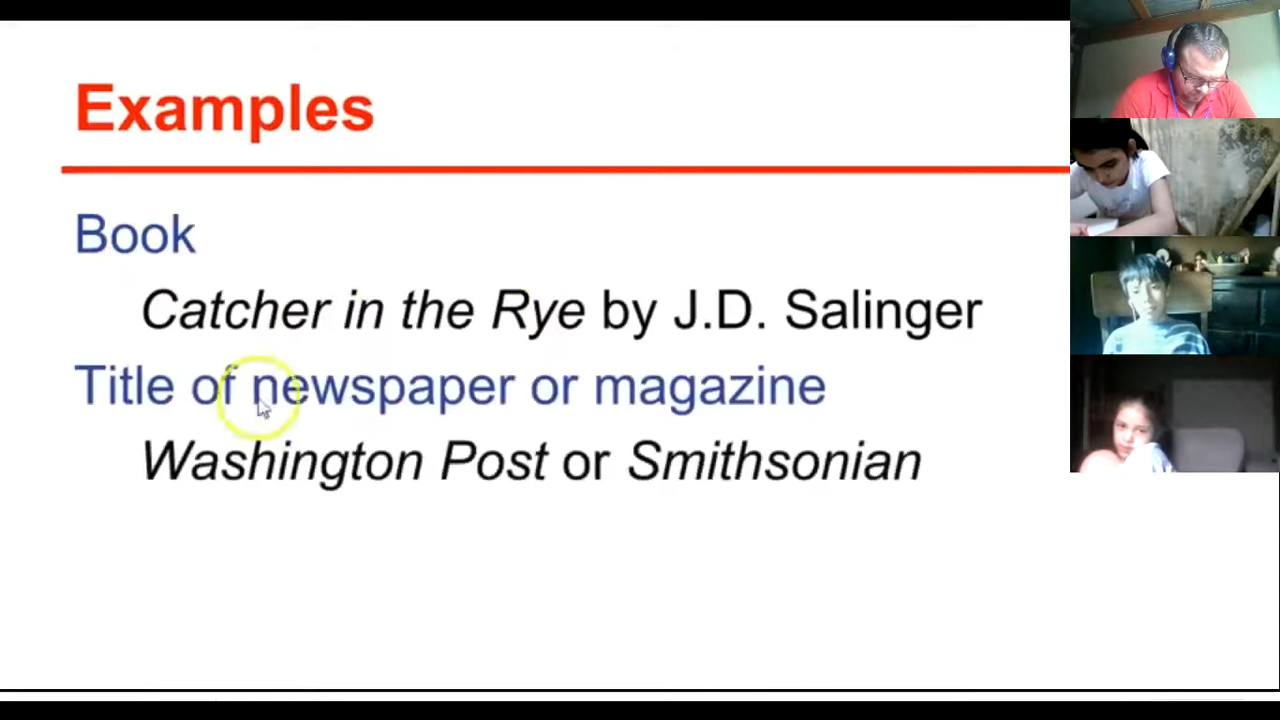 Examples
Book
Catcher in the Rye by J.D. Salinger
Title of newspaper or magazine
Washington Post or Smithsonian